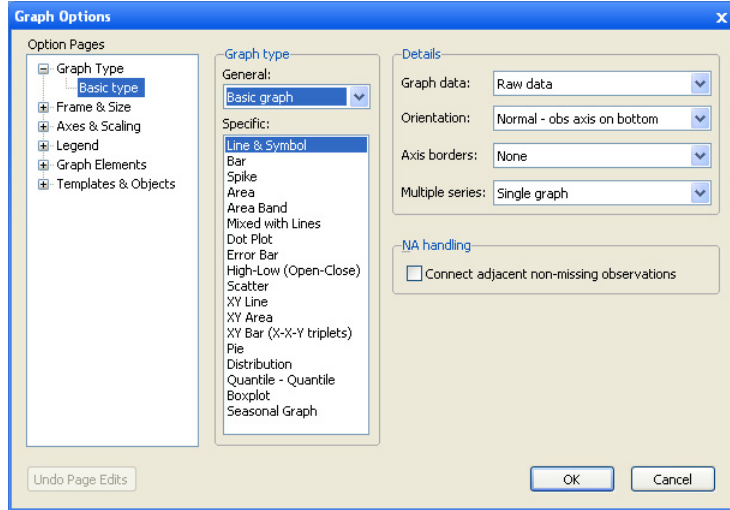 Graph Options
x
Option Pages
Graph Type
Basic type
Frame & Size
Axes & Scaling
Legend
Graph Elements
Templates & Objects
Graph type
General:
Basic graph
Specific:
Line & Symbol
Bar
Spike
Area
Area Band
Mixed with Lines
Dot Plot
Error Bar
High-Low (Open-Close)
Scatter
XY Line
XY Area
XY Bar (X-X-Y triplets)
Pie
Distribution
Quantile - Quantile
Boxplot
Seasonal Graph
Details
Graph data: Raw data
Orientation: Normal - obs axis on bottom
Axis borders: None
Multiple series: Single graph
NA handling
Connect adjacent non-missing observations
Undo Page Edits
OK
Cancel